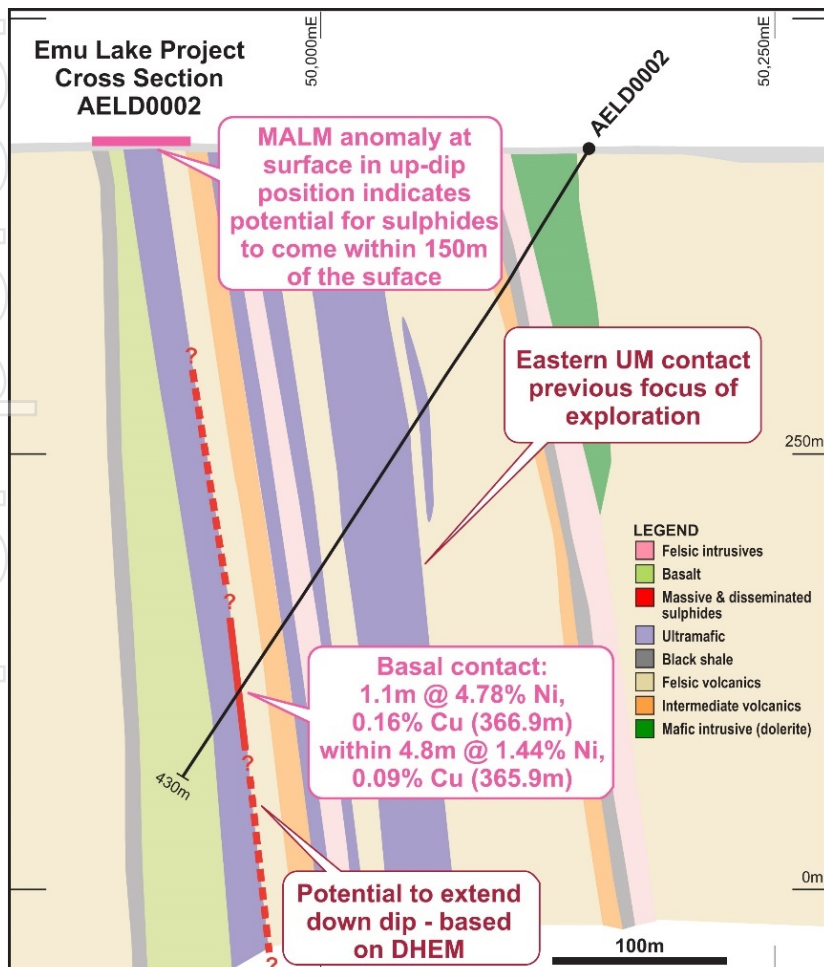 Emu Lake Project
Cross Section
AELD0002
50,000mE
50,250mE
AELD0002
MALM anomaly at
surface in up-dip
position indicates
potential for sulphides
to come within 150m
of the suface
?
Eastern UM contact
previous focus of
exploration
250m
LEGEND
Felsic intrusives
Basalt
Massive & disseminated
sulphides
Ultramafic
Black shale
Felsic volcanics
Intermediate volcanics
Mafic intrusive (dolerite)
?
Basal contact:
1.1m @ 4.78% Ni,
0.16% Cu (366.9m)
within 4.8m @ 1.44% Ni,
0.09% Cu (365.9m)
?
430m
Potential to extend
down dip - based
on DHEM
0m
?
100m